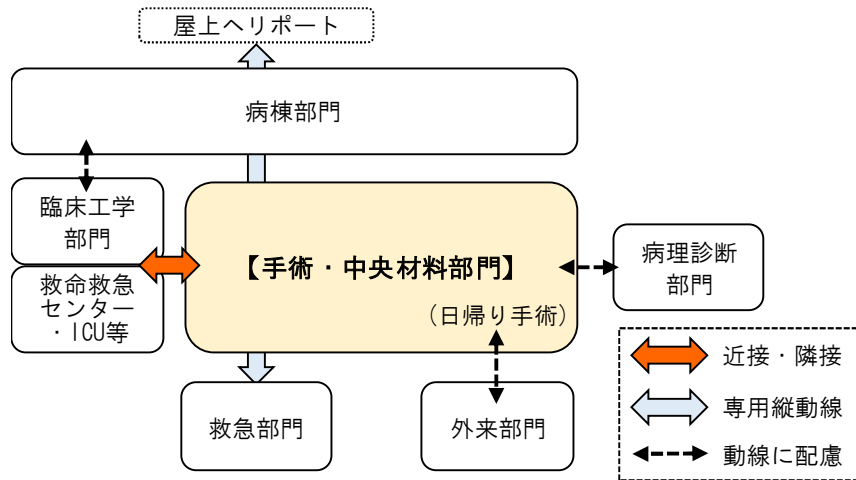 屋上ヘリポート
病棟部門
臨床工学
部門
【手術・中央材料部門】
病理診断
部門
救命救急
センター
・ICU等
(日帰り手術)
救急部門
外来部門
近接・隣接
専用縦動線
動線に配慮